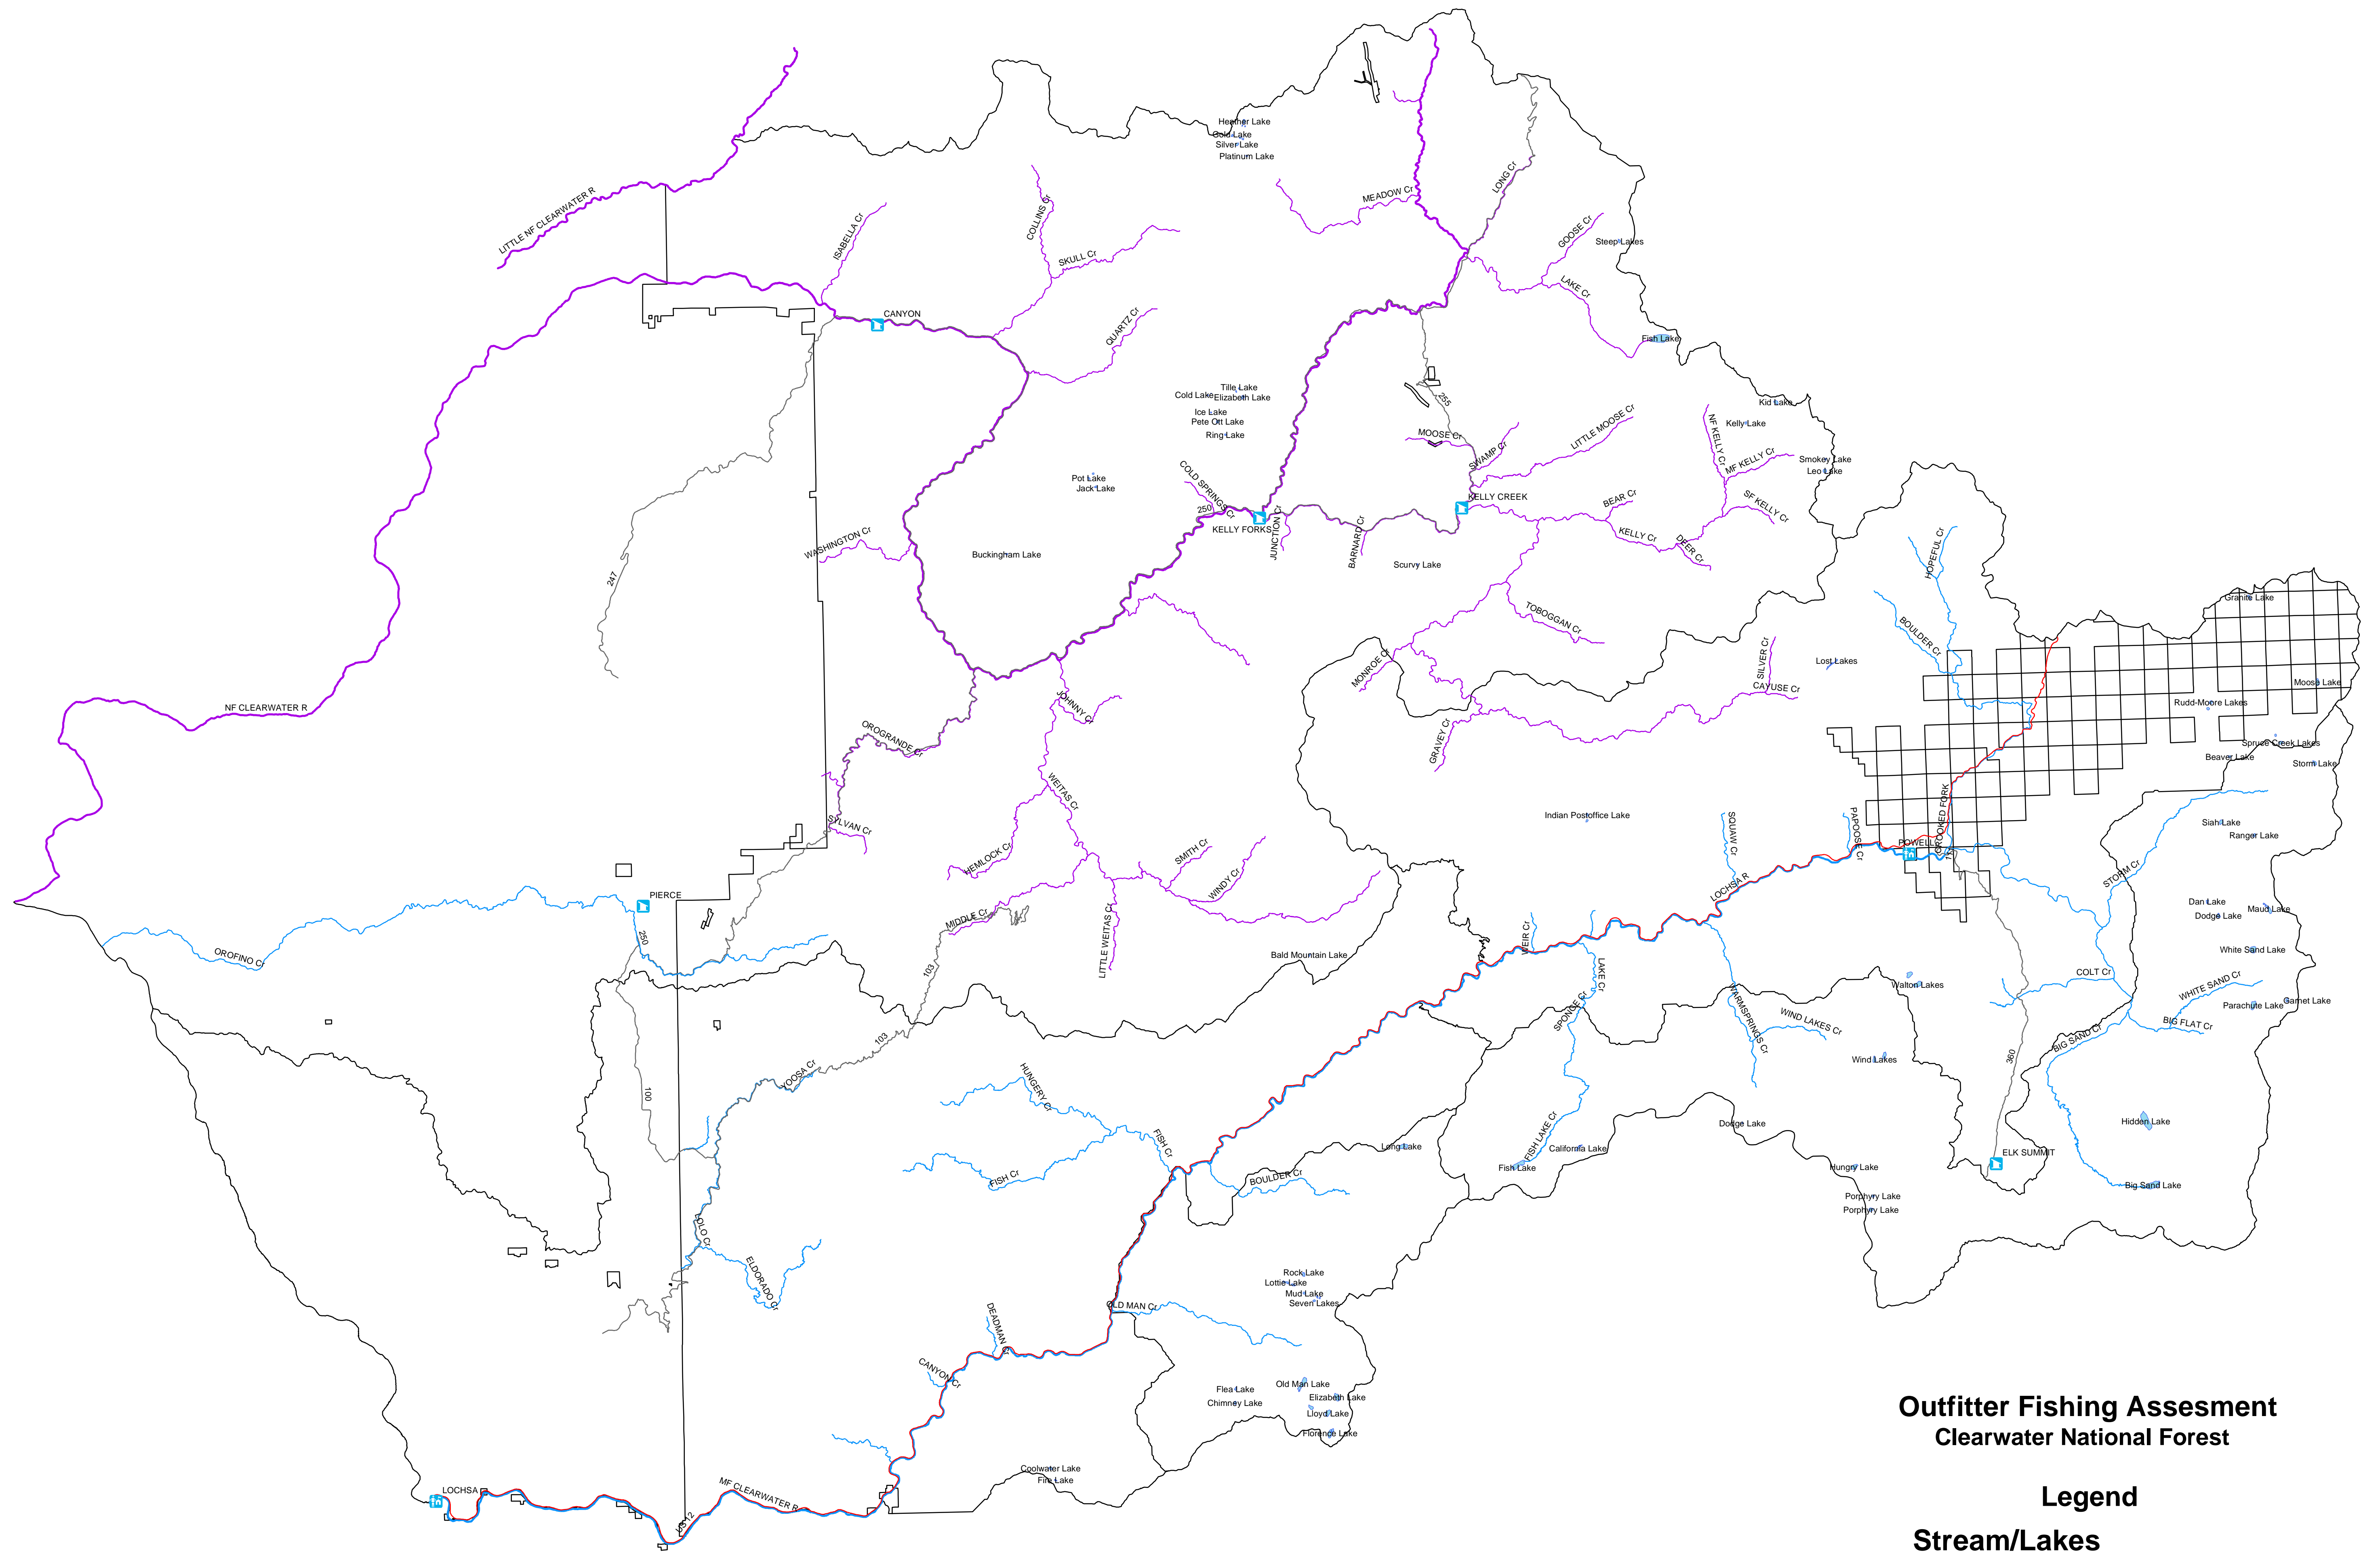 Heather Lake
Gold Lake
Silver Lake
Platinum Lake
LONG Cr
MEADOW Cr
LITTLE NF CLEARWATER R
ISABELLA Cr
COLLINS Cr
SKULL Cr
GOOSE Cr
Steep Lakes
LAKE Cr
CANYON
QUARTZ Cr
Fish Lake
Tille Lake
Cold Lake
Elizabeth Lake
Ice Lake
Pete Ott Lake
Ring Lake
255
MOOSE Cr
SWAMP Cr
LITTLE MOOSE Cr
NF KELLY Cr
MF KELLY Cr
SF KELLY Cr
Kid Lake
Kelly Lake
Smokey Lake
Leo Lake
Pot Lake
Jack Lake
COLD SPRINGS Cr
250
KELLY FORKS
JUNCTION Cr
BARNARD Cr
KELLY CREEK
BEAR Cr
KELLY Cr
DEER Cr
WASHINGTON Cr
Buckingham Lake
Scurvy Lake
247
HOPEFUL Cr
BOULDER Cr
Granite Lake
TOBOGGAN Cr
MONROE Cr
SILVER Cr
CAYUSE Cr
Lost Lakes
Moose Lake
Rudd-Moore Lakes
NF CLEARWATER R
JOHNNY Cr
OROGRANDE Cr
GRAVEY Cr
Spruce Creek Lakes
Beaver Lake
Storm Lake
WEITAS Cr
SYLVAN Cr
HEMLOCK Cr
SMITH Cr
WINDY Cr
Indian Postoffice Lake
SQUAW Cr
PAPOOSE Cr
CROOKED FORK
POWELL
Siah Lake
Ranger Lake
STORM Cr
LOCHSA R
PIERCE
250
MIDDLE Cr
LITTLE WEITAS Cr
WEIR Cr
Dan Lake
Maud Lake
Dodge Lake
OROFINO Cr
103
Bald Mountain Lake
LAKE Cr
White Sand Lake
COLT Cr
WHITE SAND Cr
Walton Lakes
Parachute Lake
Garnet Lake
WARMSPRINGS Cr
WIND LAKES Cr
SPONGE Cr
BIG FLAT Cr
BIG SAND Cr
103
YOOSA Cr
100
HUNGERY Cr
Wind Lakes
360
FISH Cr
FISH Cr
Long Lake
FISH LAKE Cr
California Lake
Dodge Lake
Hidden Lake
BOULDER Cr
Fish Lake
Hungry Lake
ELK SUMMIT
Big Sand Lake
Porphyry Lake
Porphyry Lake
LOLO Cr
ELDORADO Cr
Rock Lake
Lottie Lake
Mud Lake
Seven Lakes
OLD MAN Cr
DEADMAN Cr
CANYON Cr
Flea Lake
Chimney Lake
Old Man Lake
Elizabeth Lake
Lloyd Lake
Florence Lake
Coolwater Lake
Fire Lake
LOCHSA
MF CLEARWATER R
US 12
Outfitter Fishing Assesment
Clearwater National Forest
Legend
Stream/Lakes